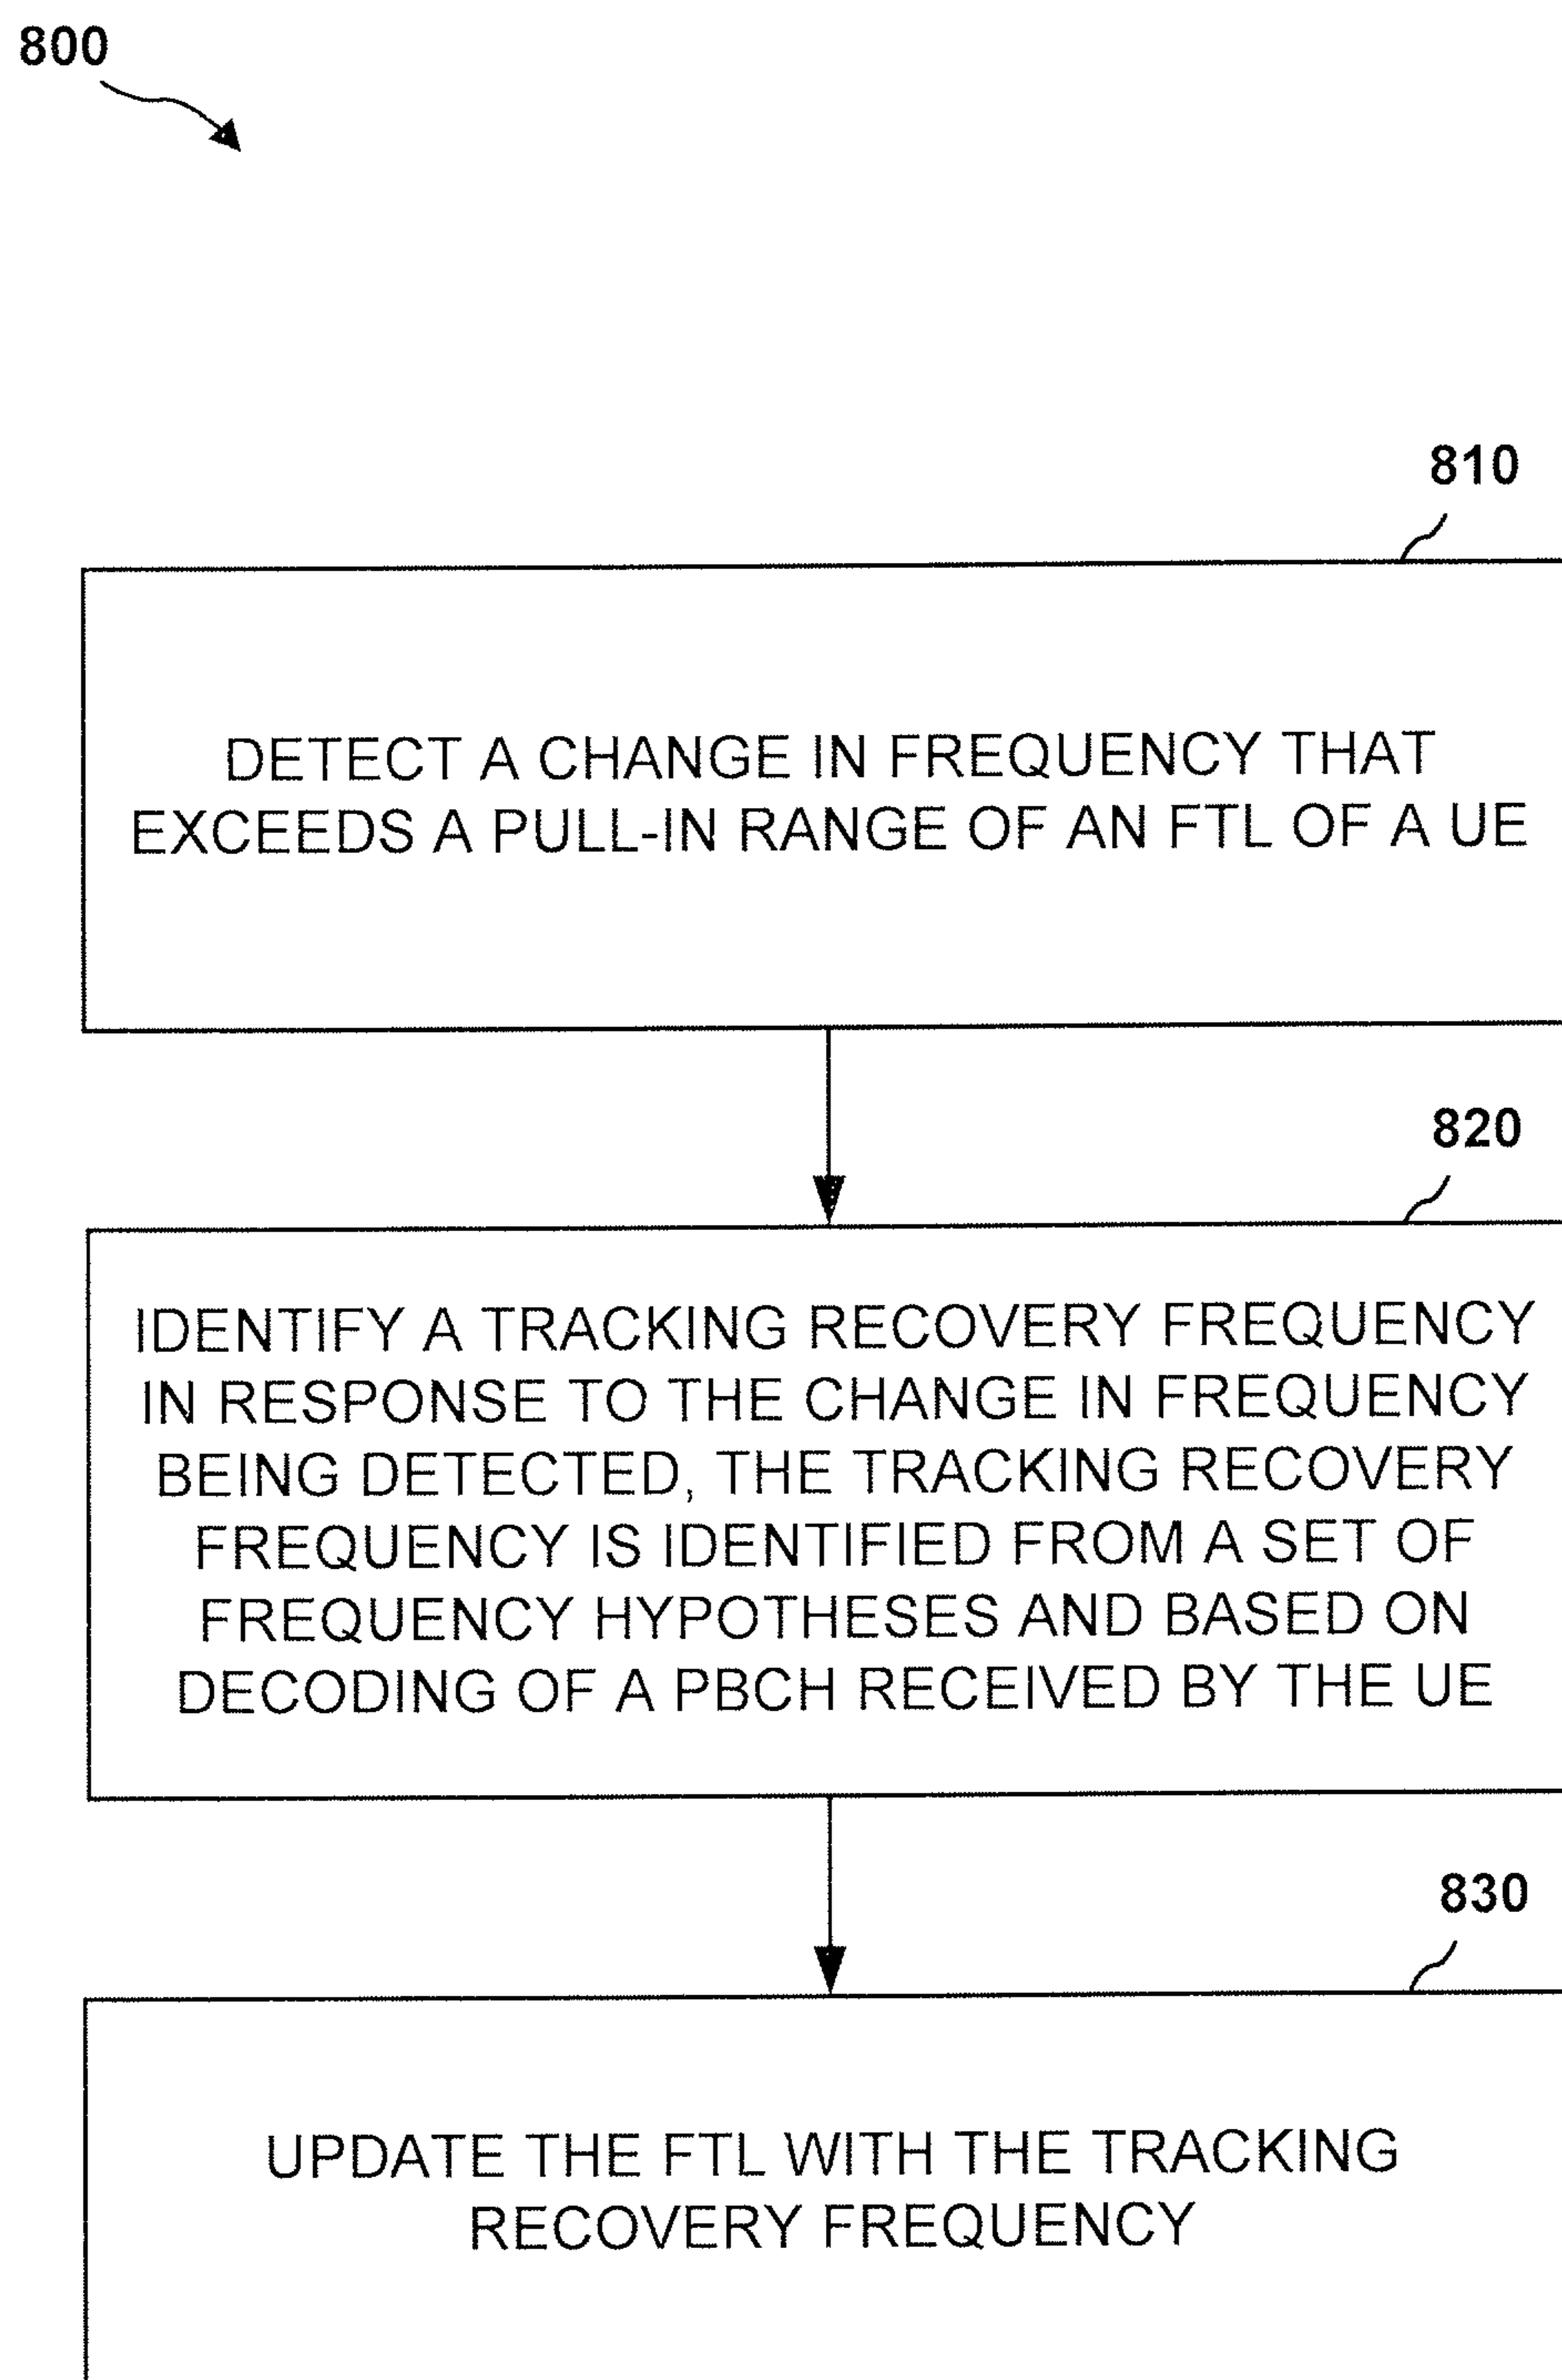 800
810
DETECT A CHANGE IN FREQUENCY THAT
EXCEEDS A PULL-IN RANGE OF AN FTL OF A UE
820
IDENTIFY A TRACKING RECOVERY FREQUENCY
IN RESPONSE TO THE CHANGE IN FREQUENCY
BEING DETECTED, THE TRACKING RECOVERY
FREQUENCY IS IDENTIFIED FROM A SET OF
FREQUENCY HYPOTHESES AND BASED ON
DECODING OF A PBCH RECEIVED BY THE UE
830
UPDATE THE FTL WITH THE TRACKING
RECOVERY FREQUENCY